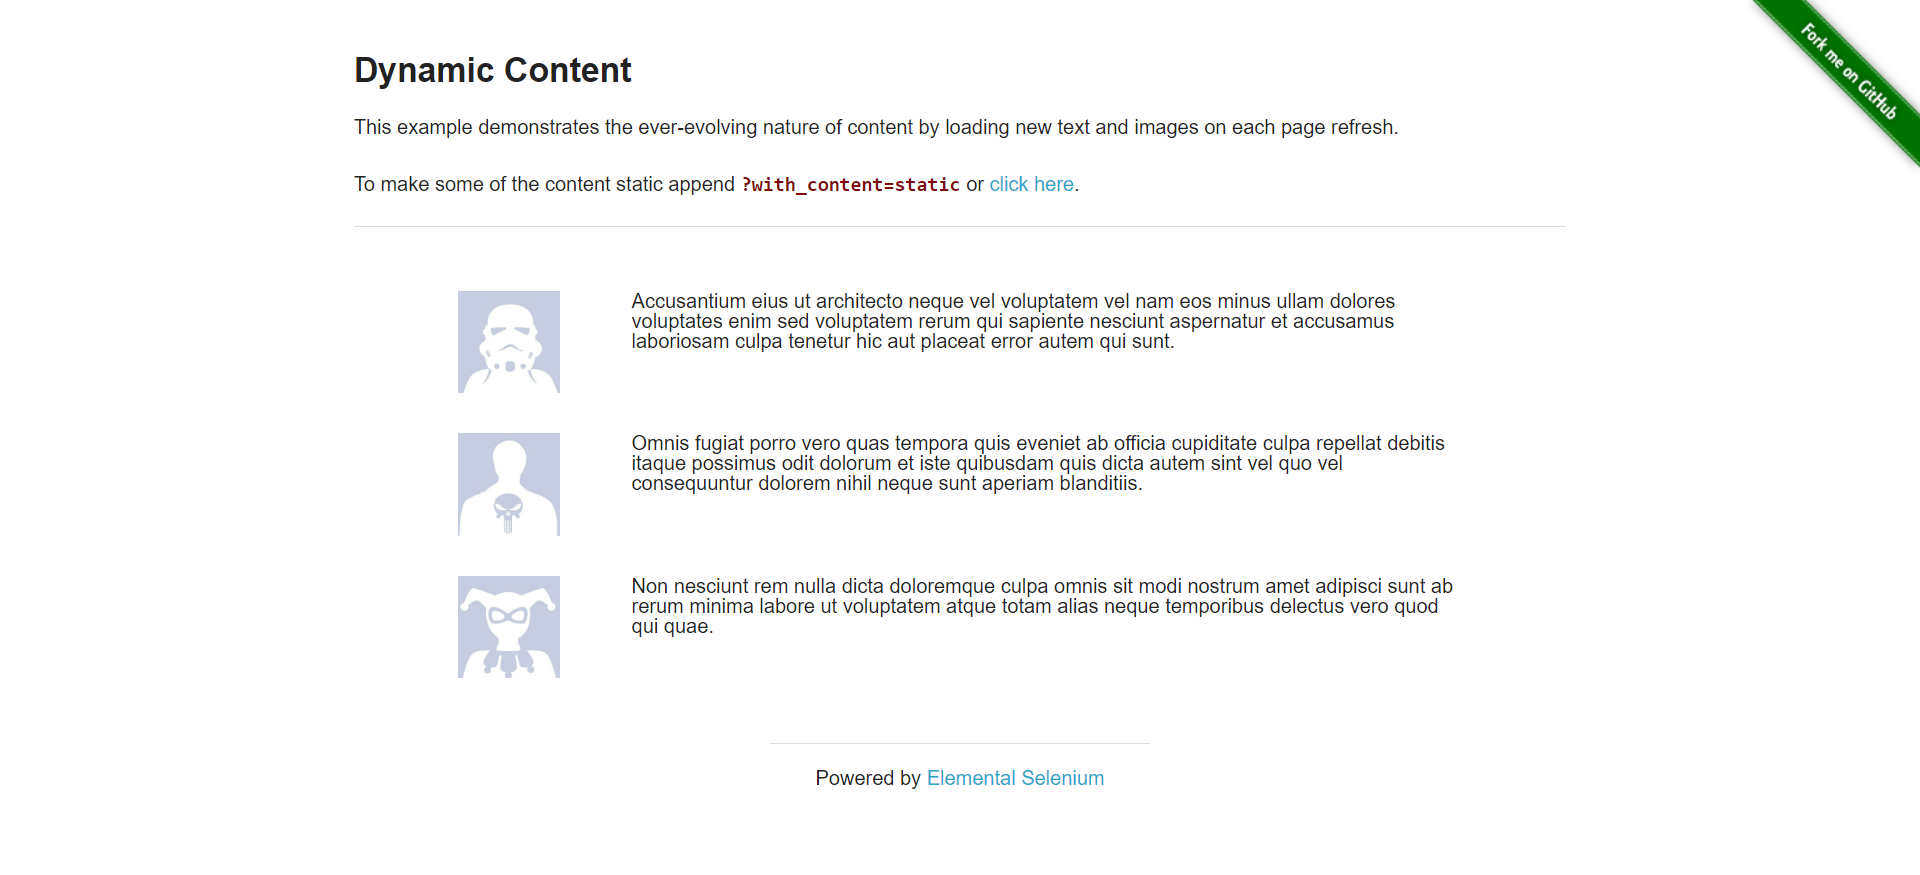 Fork me on GitHub
Dynamic Content
This example demonstrates the ever-evolving nature of content by loading new text and images on each page refresh.
To make some of the content static append ?with_content=static or click here.
Accusantium eius ut architecto neque vel voluptatem vel nam eos minus ullam dolores
voluptates enim sed voluptatem rerum qui sapiente nesciunt aspernatur et accusamus
laboriosam culpa tenetur hic aut placeat error autem qui sunt.
Omnis fugiat porro vero quas tempora quis eveniet ab officia cupiditate culpa repellat debitis
itaque possimus odit dolorum et iste quibusdam quis dicta autem sint vel quo vel
consequuntur dolorem nihil neque sunt aperiam blanditiis.
Non nesciunt rem nulla dicta doloremque culpa omnis sit modi nostrum amet adipisci sunt ab
rerum minima labore ut voluptatem atque totam alias neque temporibus delectus vero quod
qui quae.
Powered by Elemental Selenium